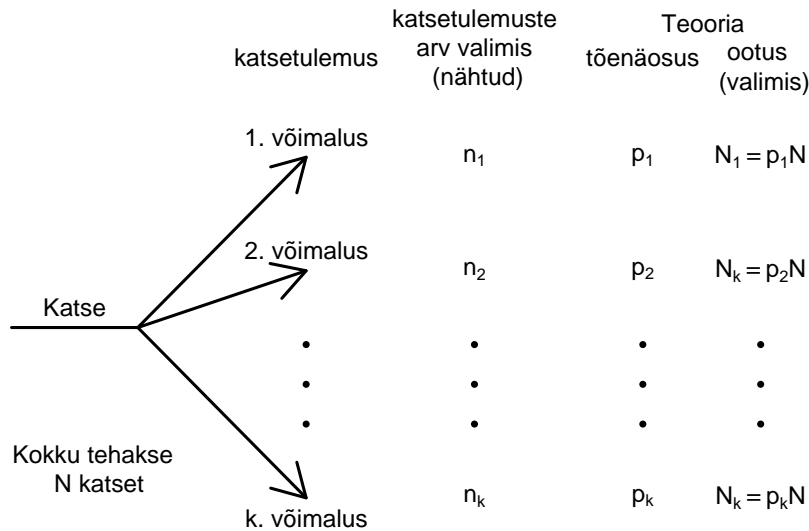 katsetulemus
katsetulemuste
arv valimis
(nähtud)
Teooria
tõenäosus
ootus
(valimis)
1. võimalus
n₁
p₁
N₁ = p₁N
2. võimalus
n₂
p₂
Nₖ = p₂N
Katse
Kokku tehakse
N katset
k. võimalus
nₖ
pₖ
Nₖ = pₖN